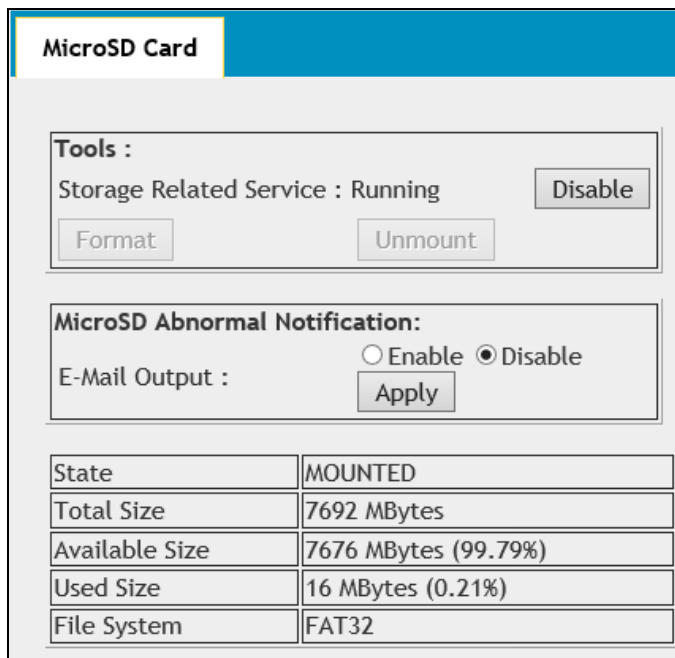 MicroSD Card
Tools :
Storage Related Service : Running Disable
Format Unmount
MicroSD Abnormal Notification:
E-Mail Output : Enable Disable
Apply
State MOUNTED
Total Size 7692 MBytes
Available Size 7676 MBytes (99.79%)
Used Size 16 MBytes (0.21%)
File System FAT32